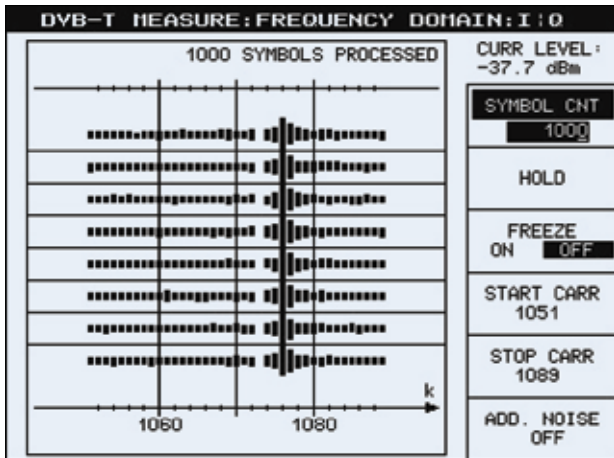 DVB-T MEASURE:FREQUENCY DOMAIN:I¦Q
1000 SYMBOLS PROCESSED
CURR LEVEL:
-37.7 dBm
SYMBOL CNT
1000
HOLD
FREEZE
ON OFF
START CARR
1051
STOP CARR
1089
ADD. NOISE
OFF
k
1060 1080